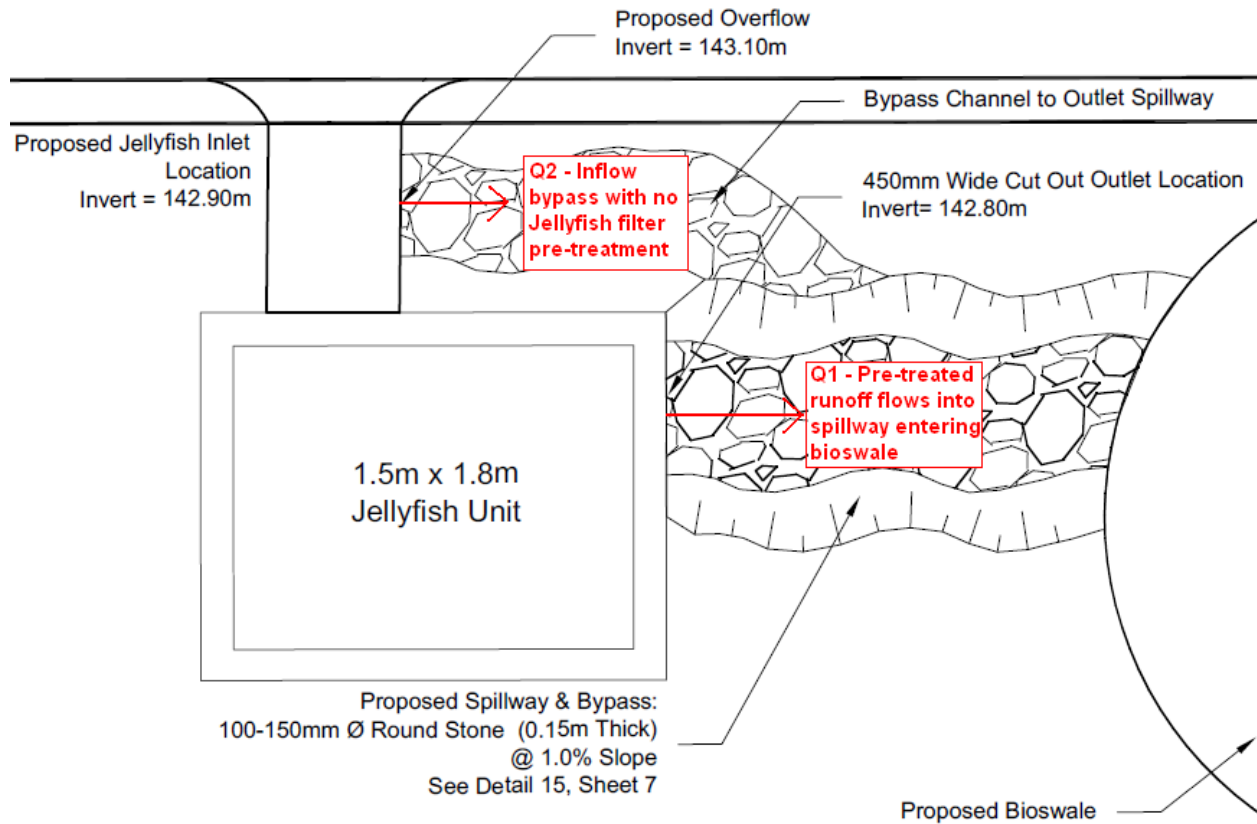 Proposed Overflow
Invert = 143.10m
Bypass Channel to Outlet Spillway
Proposed Jellyfish Inlet
Location
Invert = 142.90m
Q2 - Inflow
bypass with no
Jellyfish filter
pre-treatment
450mm Wide Cut Out Outlet Location
Invert= 142.80m
Q1 - Pre-treated
runoff flows into
spillway entering
bioswale
1.5m x 1.8m
Jellyfish Unit
Proposed Spillway & Bypass:
100-150mm Ø Round Stone (0.15m Thick)
@ 1.0% Slope
See Detail 15, Sheet 7
Proposed Bioswale